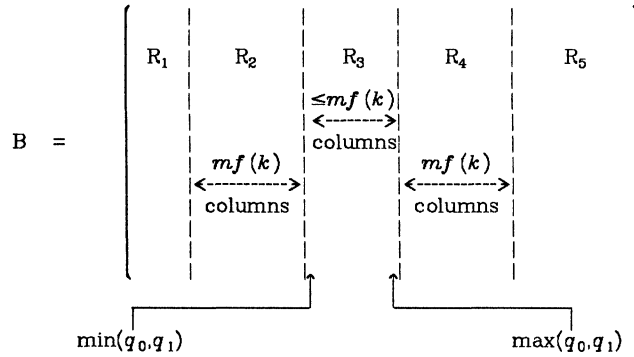 R₁ R₂ R₃ R₄ R₅
≤mf(k)
B = columns
mf(k) mf(k)
columns columns
min(q₀,q₁) max(q₀,q₁)